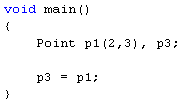 void main()
{
    Point p1(2,3), p3;
    p3 = p1;
}